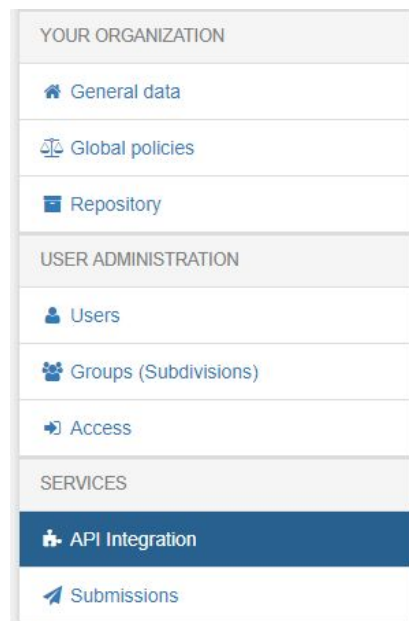 YOUR ORGANIZATION
General data
Global policies
Repository
USER ADMINISTRATION
Users
Groups (Subdivisions)
Access
SERVICES
API Integration
Submissions